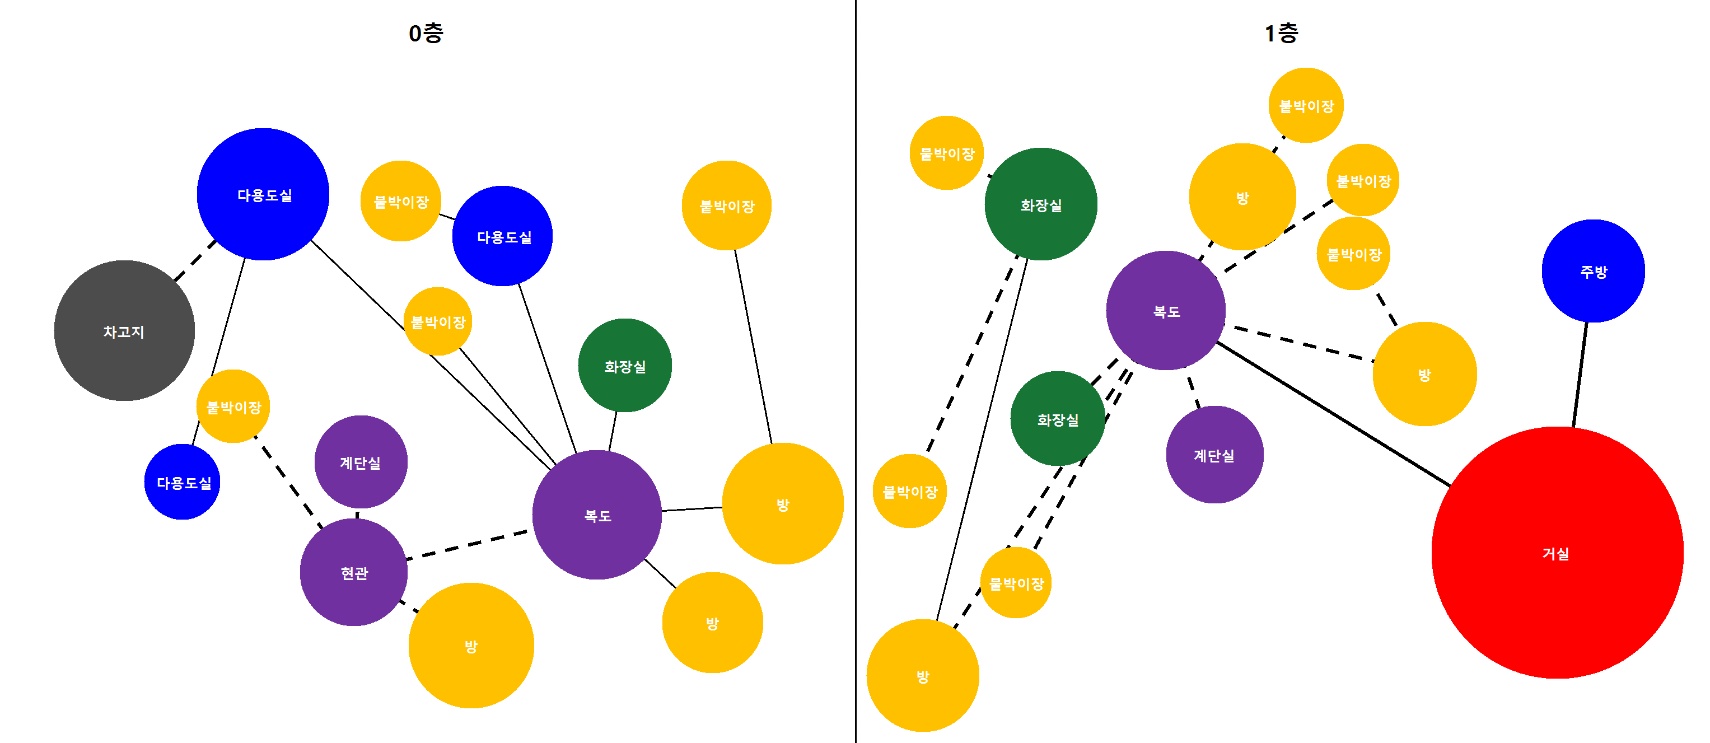 0층
다용도실
붙박이장
다용도실
붙박이장
차고지
붙박이장
화장실
붙박이장
계단실
다용도실
복도
방
현관
방
방
1층
붙박이장
붙박이장
화장실
방
붙박이장
붙박이장
주방
복도
방
화장실
계단실
붙박이장
거실
붙박이장
방